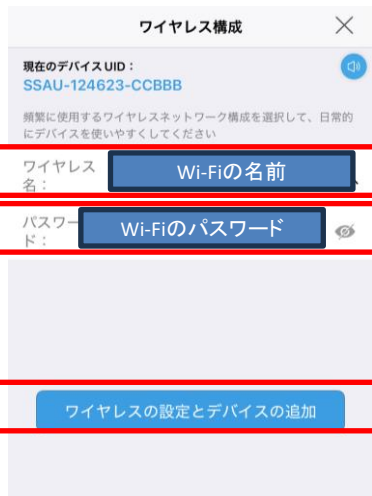 ワイヤレス構成
現在のデバイス UID：
SSAU-124623-CCBBB
頻繁に使用するワイヤレスネットワーク構成を選択して、日常的
にデバイスを使いやすくしてください
ワイヤレス
名：
Wi-Fiの名前
パスワー
ド：
Wi-Fiのパスワード
ワイヤレスの設定とデバイスの追加